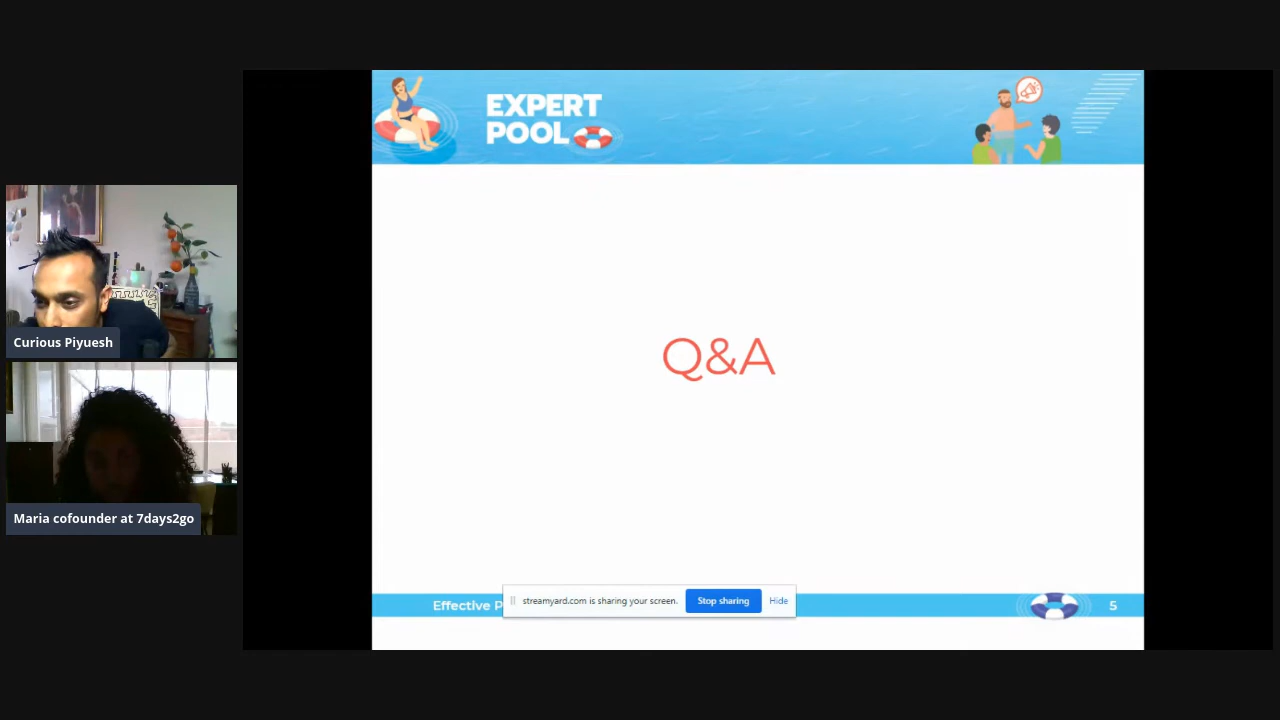 EXPERT
POOL
Curious Piyuesh
Q&A
Maria cofounder at 7days2go
Effective P
streamyard.com is sharing your screen.
Stop sharing
Hide
5